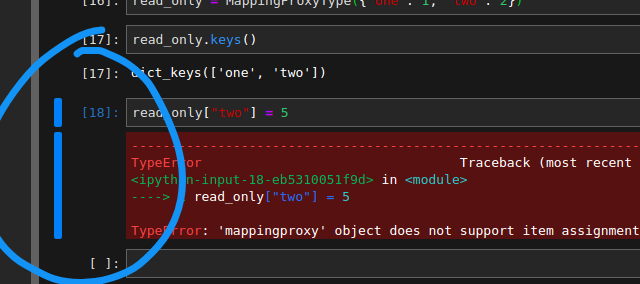 [16]: read_only = MappingProxyType({'one': 1, 'two': 2})
[17]: read_only.keys()
[17]: dict_keys(['one', 'two'])
[18]: read_only["two"] = 5
TypeError Traceback (most recent
<ipython-input-18-eb5310051f9d> in <module>
----> read_only["two"] = 5
TypeError: 'mappingproxy' object does not support item assignment
[ ]: